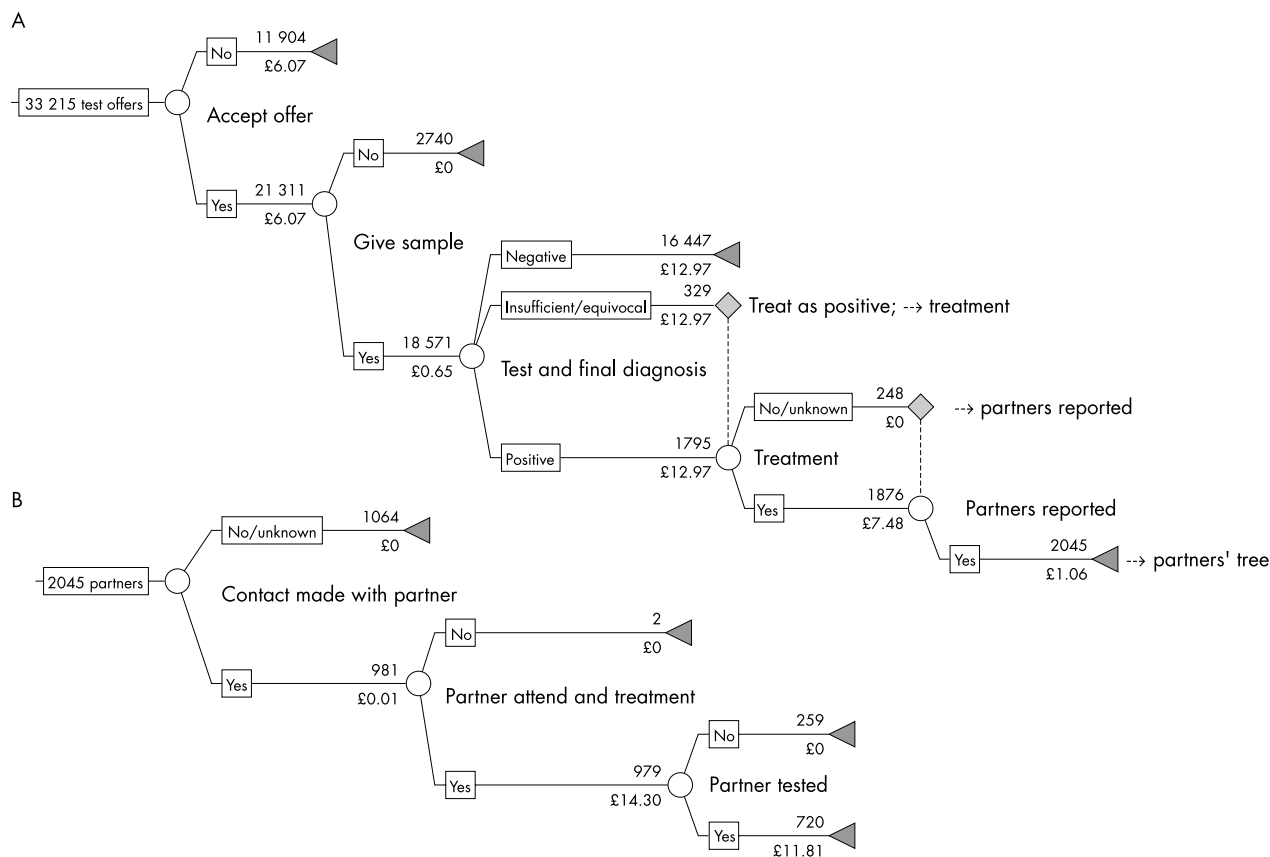 A
11 904
No
£6.07
33 215 test offers
Accept offer
2740
No
£0
21 311
Yes
£6.07
Give sample
16 447
Negative
£12.97
329
Insufficient/equivocal
£12.97
Treat as positive; --> treatment
18 571
Yes
£0.65
Test and final diagnosis
248
No/unknown
£0
--> partners reported
1795
Positive
£12.97
Treatment
1876
Yes
£7.48
Partners reported
2045
Yes
£1.06
--> partners' tree
B
1064
No/unknown
£0
2045 partners
Contact made with partner
2
No
£0
981
Yes
£0.01
Partner attend and treatment
259
No
£0
979
Yes
£14.30
Partner tested
720
Yes
£11.81